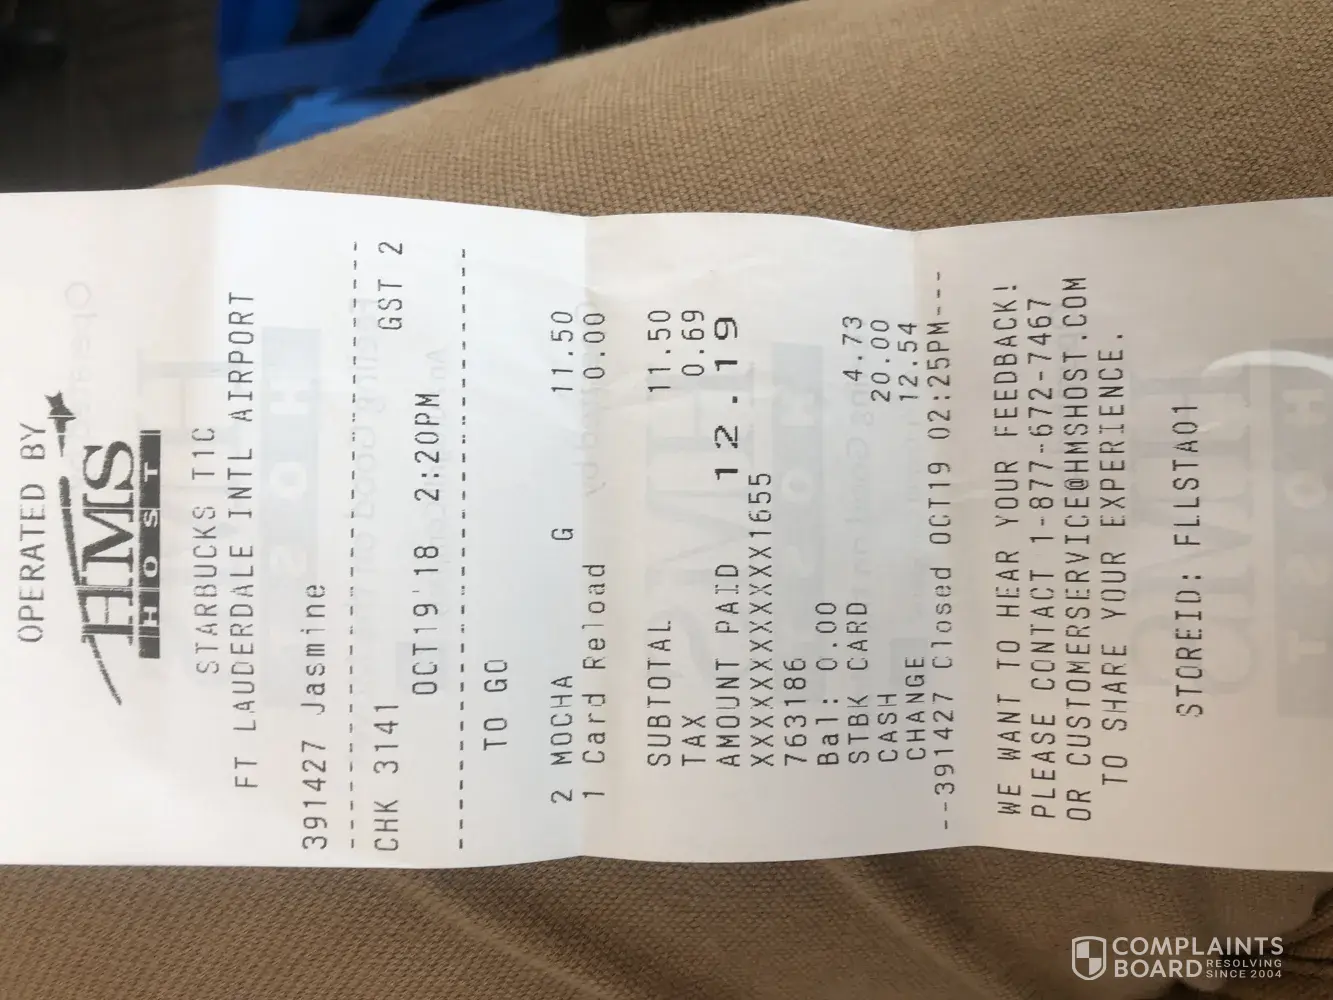 OPERATED BY
HMS
HOST
STARBUCKS T1C
FT LAUDERDALE INTL AIRPORT
391427 Jasmine
CHK 3141 GST 2
OCT19'18 2:20PM
TO GO
2 MOCHA G 11.50
1 Card Reload 0.00
SUBTOTAL 11.50
TAX 0.69
AMOUNT PAID 12.19
XXXXXXXXXXXX1655
763186
Bal: 0.00
STBK CARD 4.73
CASH 20.00
CHANGE 12.54
--391427 Closed OCT19 02:25PM---
WE WANT TO HEAR YOUR FEEDBACK!
PLEASE CONTACT 1-877-672-7467
OR CUSTOMERSERVICE@HMSHOST.COM
TO SHARE YOUR EXPERIENCE.
STOREID: FLLSTA01
COMPLAINTS
BOARD RESOLVING
SINCE 2004